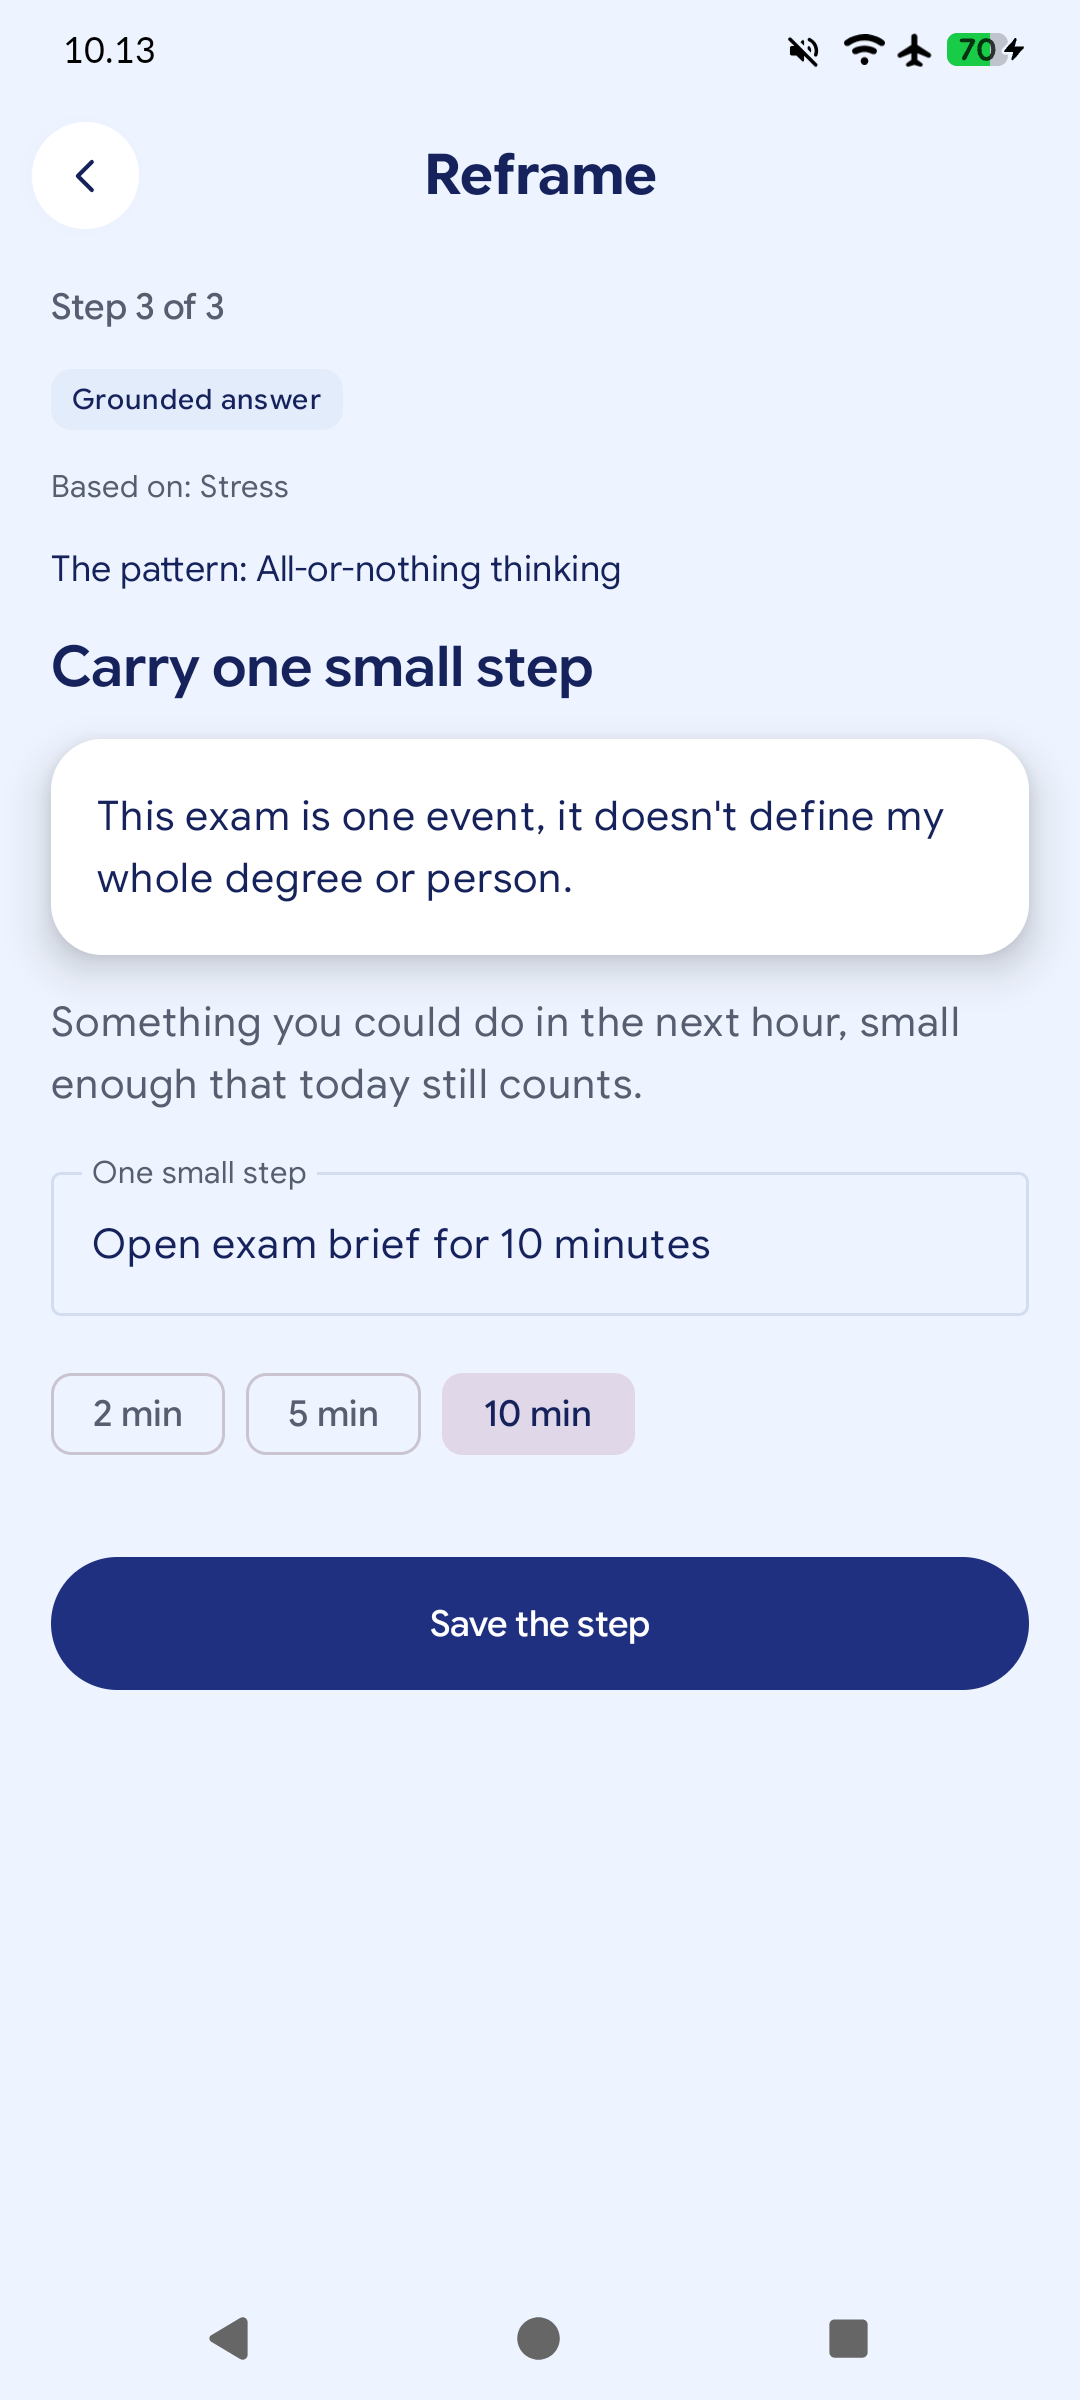 10.13
70
Reframe
Step 3 of 3
Grounded answer
Based on: Stress
The pattern: All-or-nothing thinking
Carry one small step
This exam is one event, it doesn't define my
whole degree or person.
Something you could do in the next hour, small
enough that today still counts.
One small step
Open exam brief for 10 minutes
2 min
5 min
10 min
Save the step